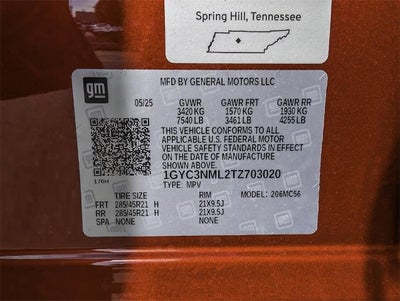 Spring Hill, Tennessee
gm
MFD BY GENERAL MOTORS LLC
05/25 GVWR GAWR FRT GAWR RR
3420 KG 1570 KG 1930 KG
7540 LB 3461 LB 4255 LB
THIS VEHICLE CONFORMS TO ALL
APPLICABLE U.S. FEDERAL MOTOR
VEHICLE SAFETY STANDARDS IN EFFECT
ON THE DATE OF MANUFACTURE
SHOWN ABOVE.
1GYC3NML2TZ703020
TYPE: MPV
170H
TIRE SIZE RIM MODEL: 206MC56
FRT 285/45R21 H 21X9.5J
RR 285/45R21 H 21X9.5J
SPA NONE NONE